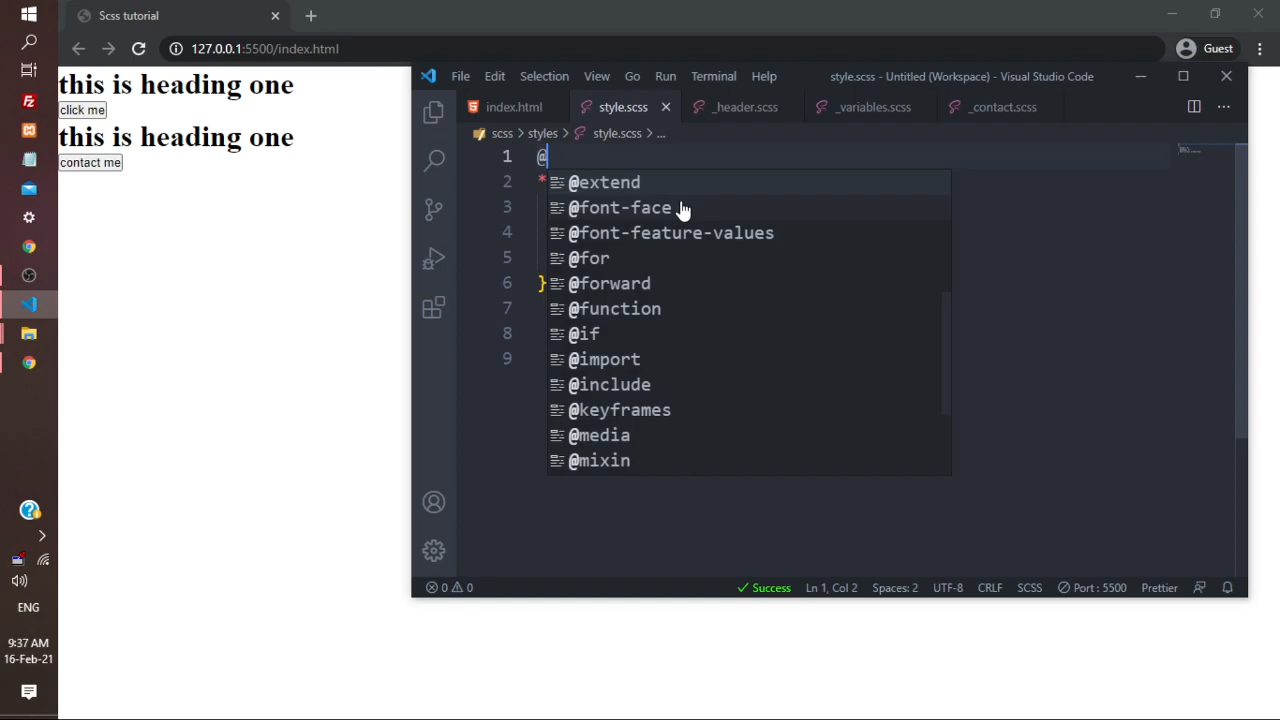 Scss tutorial
127.0.0.1:5500/index.html
Guest
this is heading one
click me
this is heading one
contact me
File Edit Selection View Go Run Terminal Help
style.scss - Untitled (Workspace) - Visual Studio Code
index.html
style.scss
_header.scss
_variables.scss
_contact.scss
scss > styles > style.scss > ...
1 @
2 *
3
4
5
6 }
7
8
9
@extend
@font-face
@font-feature-values
@for
@forward
@function
@if
@import
@include
@keyframes
@media
@mixin
0 0
Success
Ln 1, Col 2
Spaces: 2
UTF-8
CRLF
SCSS
Port : 5500
Prettier
ENG
9:37 AM
16-Feb-21